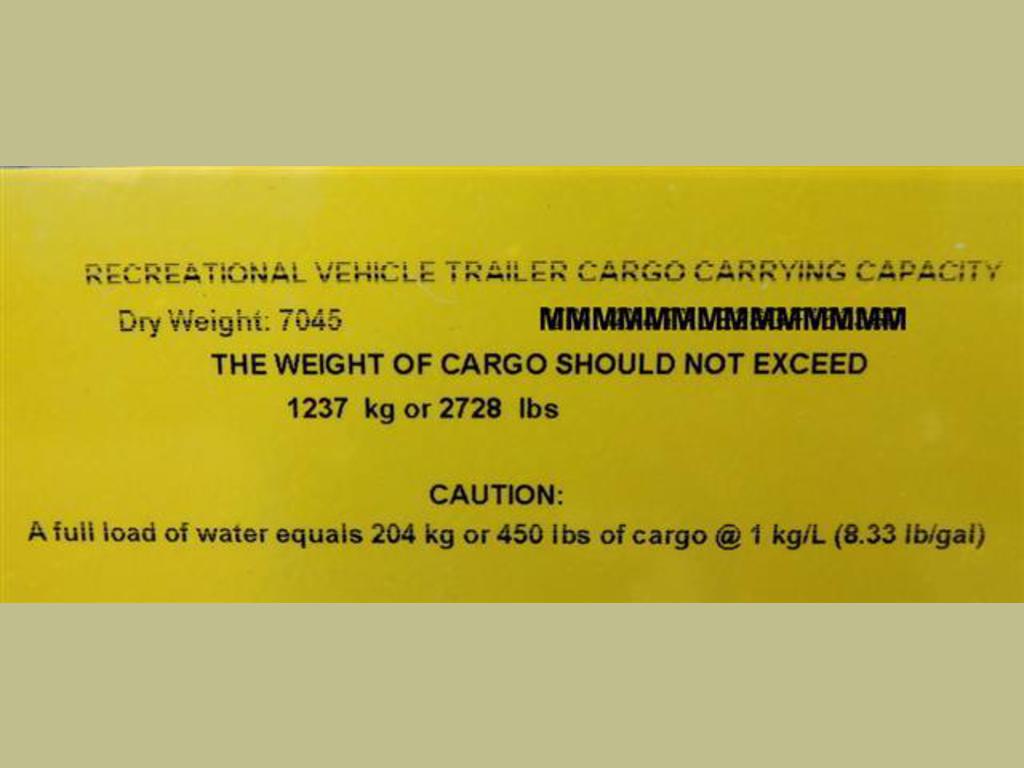 RECREATIONAL VEHICLE TRAILER CARGO CARRYING CAPACITY
Dry Weight: 7045
THE WEIGHT OF CARGO SHOULD NOT EXCEED
1237 kg or 2728 lbs
CAUTION:
A full load of water equals 204 kg or 450 lbs of cargo @ 1 kg/L (8.33 lb/gal)